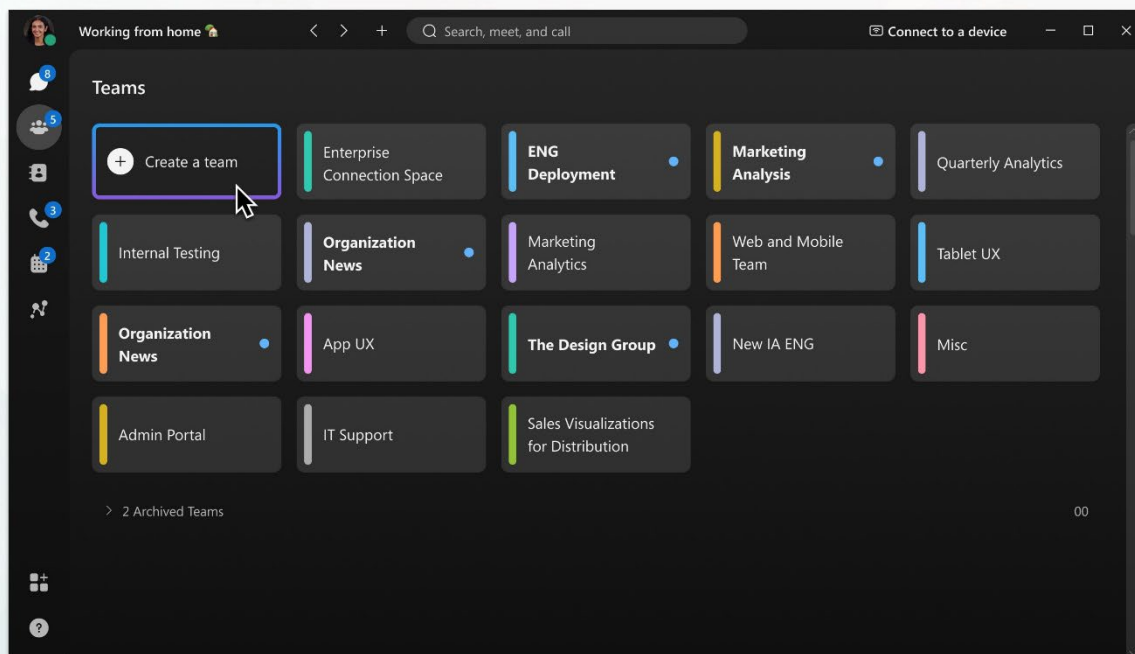 Working from home
Search, meet, and call
Connect to a device
8
5
3
2
Teams
Create a team
Enterprise
Connection Space
ENG
Deployment
Marketing
Analysis
Quarterly Analytics
Internal Testing
Organization
News
Marketing
Analytics
Web and Mobile
Team
Tablet UX
Organization
News
App UX
The Design Group
New IA ENG
Misc
Admin Portal
IT Support
Sales Visualizations
for Distribution
2 Archived Teams
00